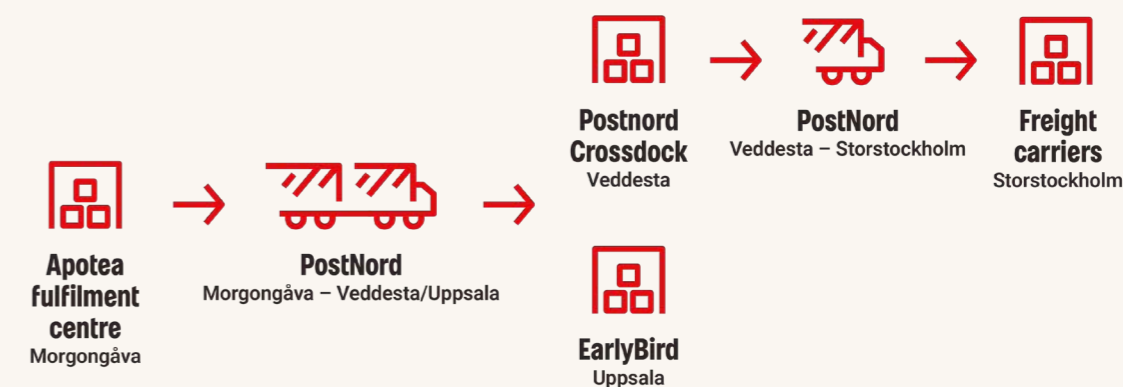 Postnord
Crossdock
Veddesta
PostNord
Veddesta – Storstockholm
Freight
carriers
Storstockholm
Apotea
fulfilment
centre
Morgongåva
PostNord
Morgongåva – Veddesta/Uppsala
EarlyBird
Uppsala